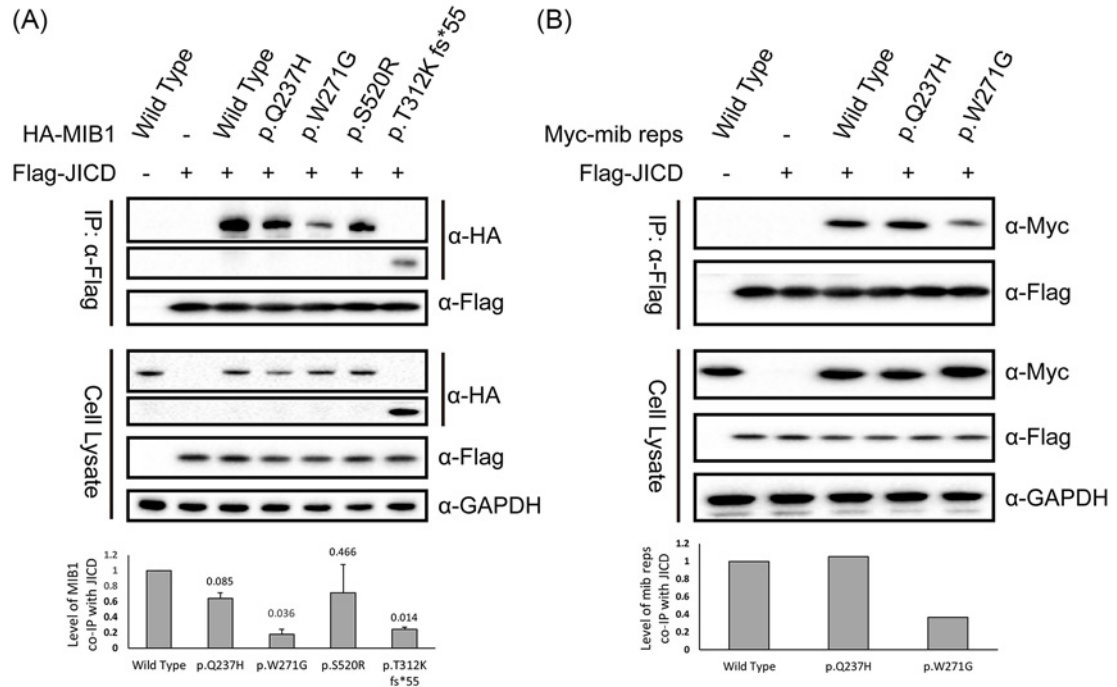 (A)
Wild Type
Wild Type
p.Q237H
p.W271G
p.S520R
p.T312K fs*55
HA-MIB1
-
Flag-JICD
- + + + + + +
IP: α-Flag
α-HA
α-Flag
Cell Lysate
α-HA
α-Flag
α-GAPDH
Level of MIB1
co-IP with JICD
1.2
1
0.8
0.6
0.4
0.2
0
0.085
0.036
0.466
0.014
Wild Type p.Q237H p.W271G p.S520R p.T312K
fs*55
(B)
Wild Type
Wild Type
p.Q237H
p.W271G
Myc-mib reps
-
Flag-JICD
- + + + +
IP: α-Flag
α-Myc
α-Flag
Cell Lysate
α-Myc
α-Flag
α-GAPDH
Level of mib reps
co-IP with JICD
1.2
1
0.8
0.6
0.4
0.2
0
Wild Type p.Q237H p.W271G